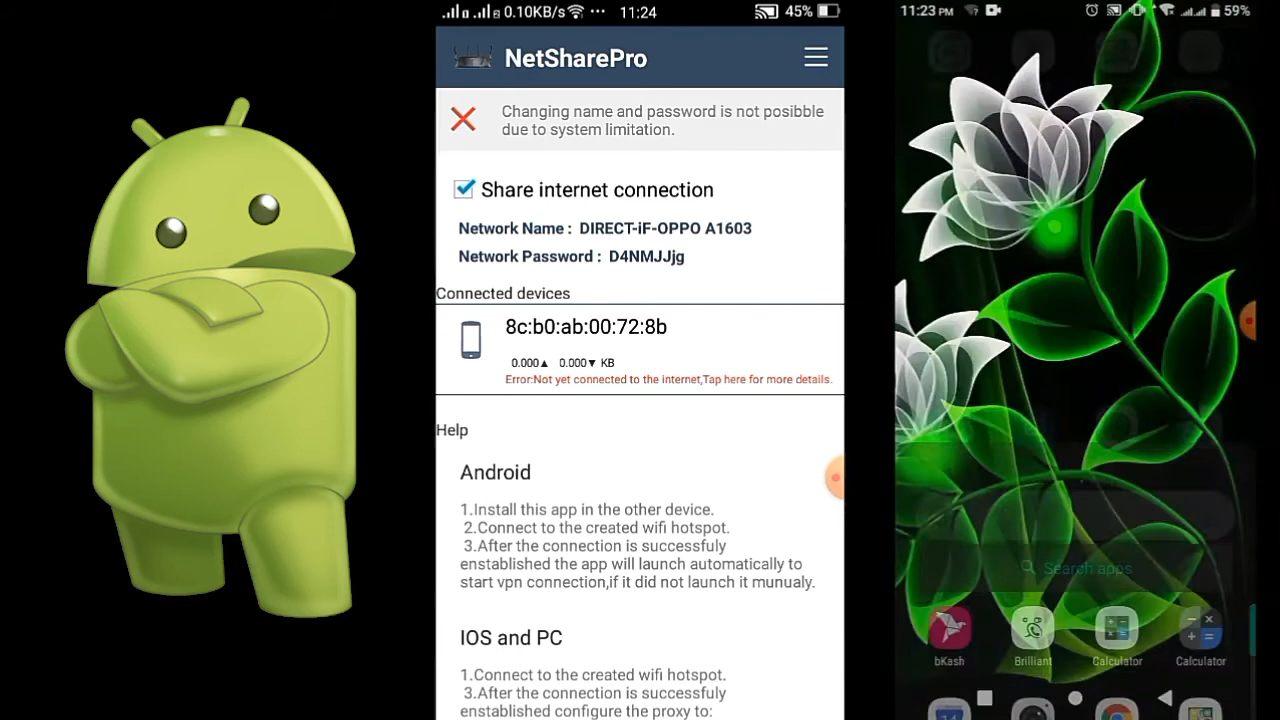 0.10KB/s ··· 11:24 45%
NetSharePro
Changing name and password is not posibble
due to system limitation.
Share internet connection
Network Name : DIRECT-iF-OPPO A1603
Network Password : D4NMJJjg
Connected devices
8c:b0:ab:00:72:8b
0.000▲ 0.000▼ KB
Error:Not yet connected to the internet,Tap here for more details.
Help
Android
1.Install this app in the other device.
2.Connect to the created wifi hotspot.
3.After the connection is successfuly
enstablished the app will launch automatically to
start vpn connection,if it did not launch it munualy.
IOS and PC
1.Connect to the created wifi hotspot.
3.After the connection is successfuly
enstablished configure the proxy to:
11:23 PM 59%
Search apps
bKash
Brilliant
Calculator
Calculator